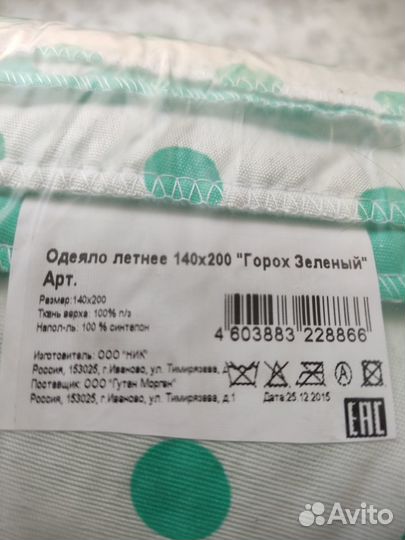 Одеяло летнее 140х200 "Горох Зеленый"
Арт.
Размер:140х200
Ткань верха: 100% п/э
Напол-ль: 100 % синтепон
4 603883 228866
Изготовитель: ООО "НИК"
Россия, 153025, г.Иваново, ул. Тимирязева, д.
Поставщик: ООО "Гутен Морген"
Россия, 153025, г. Иваново, ул. Тимирязева, д.1
Дата:25.12.2015
EAC
Avito